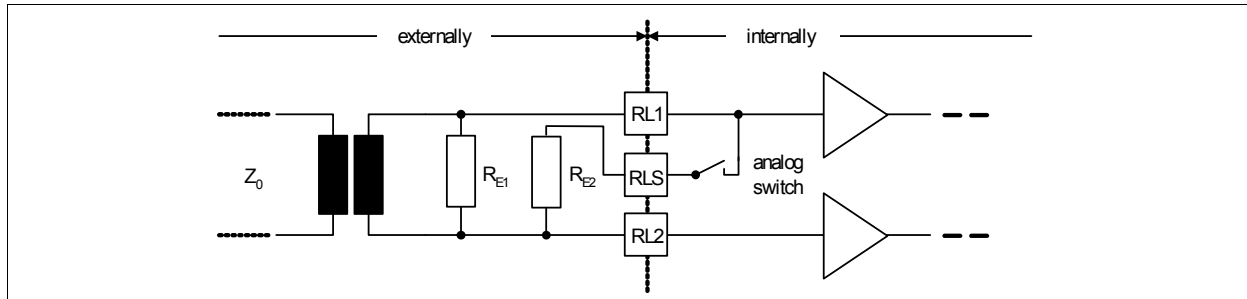 externally
internally
RL1
RLS
analog
switch
Z0
RE1
RE2
RL2